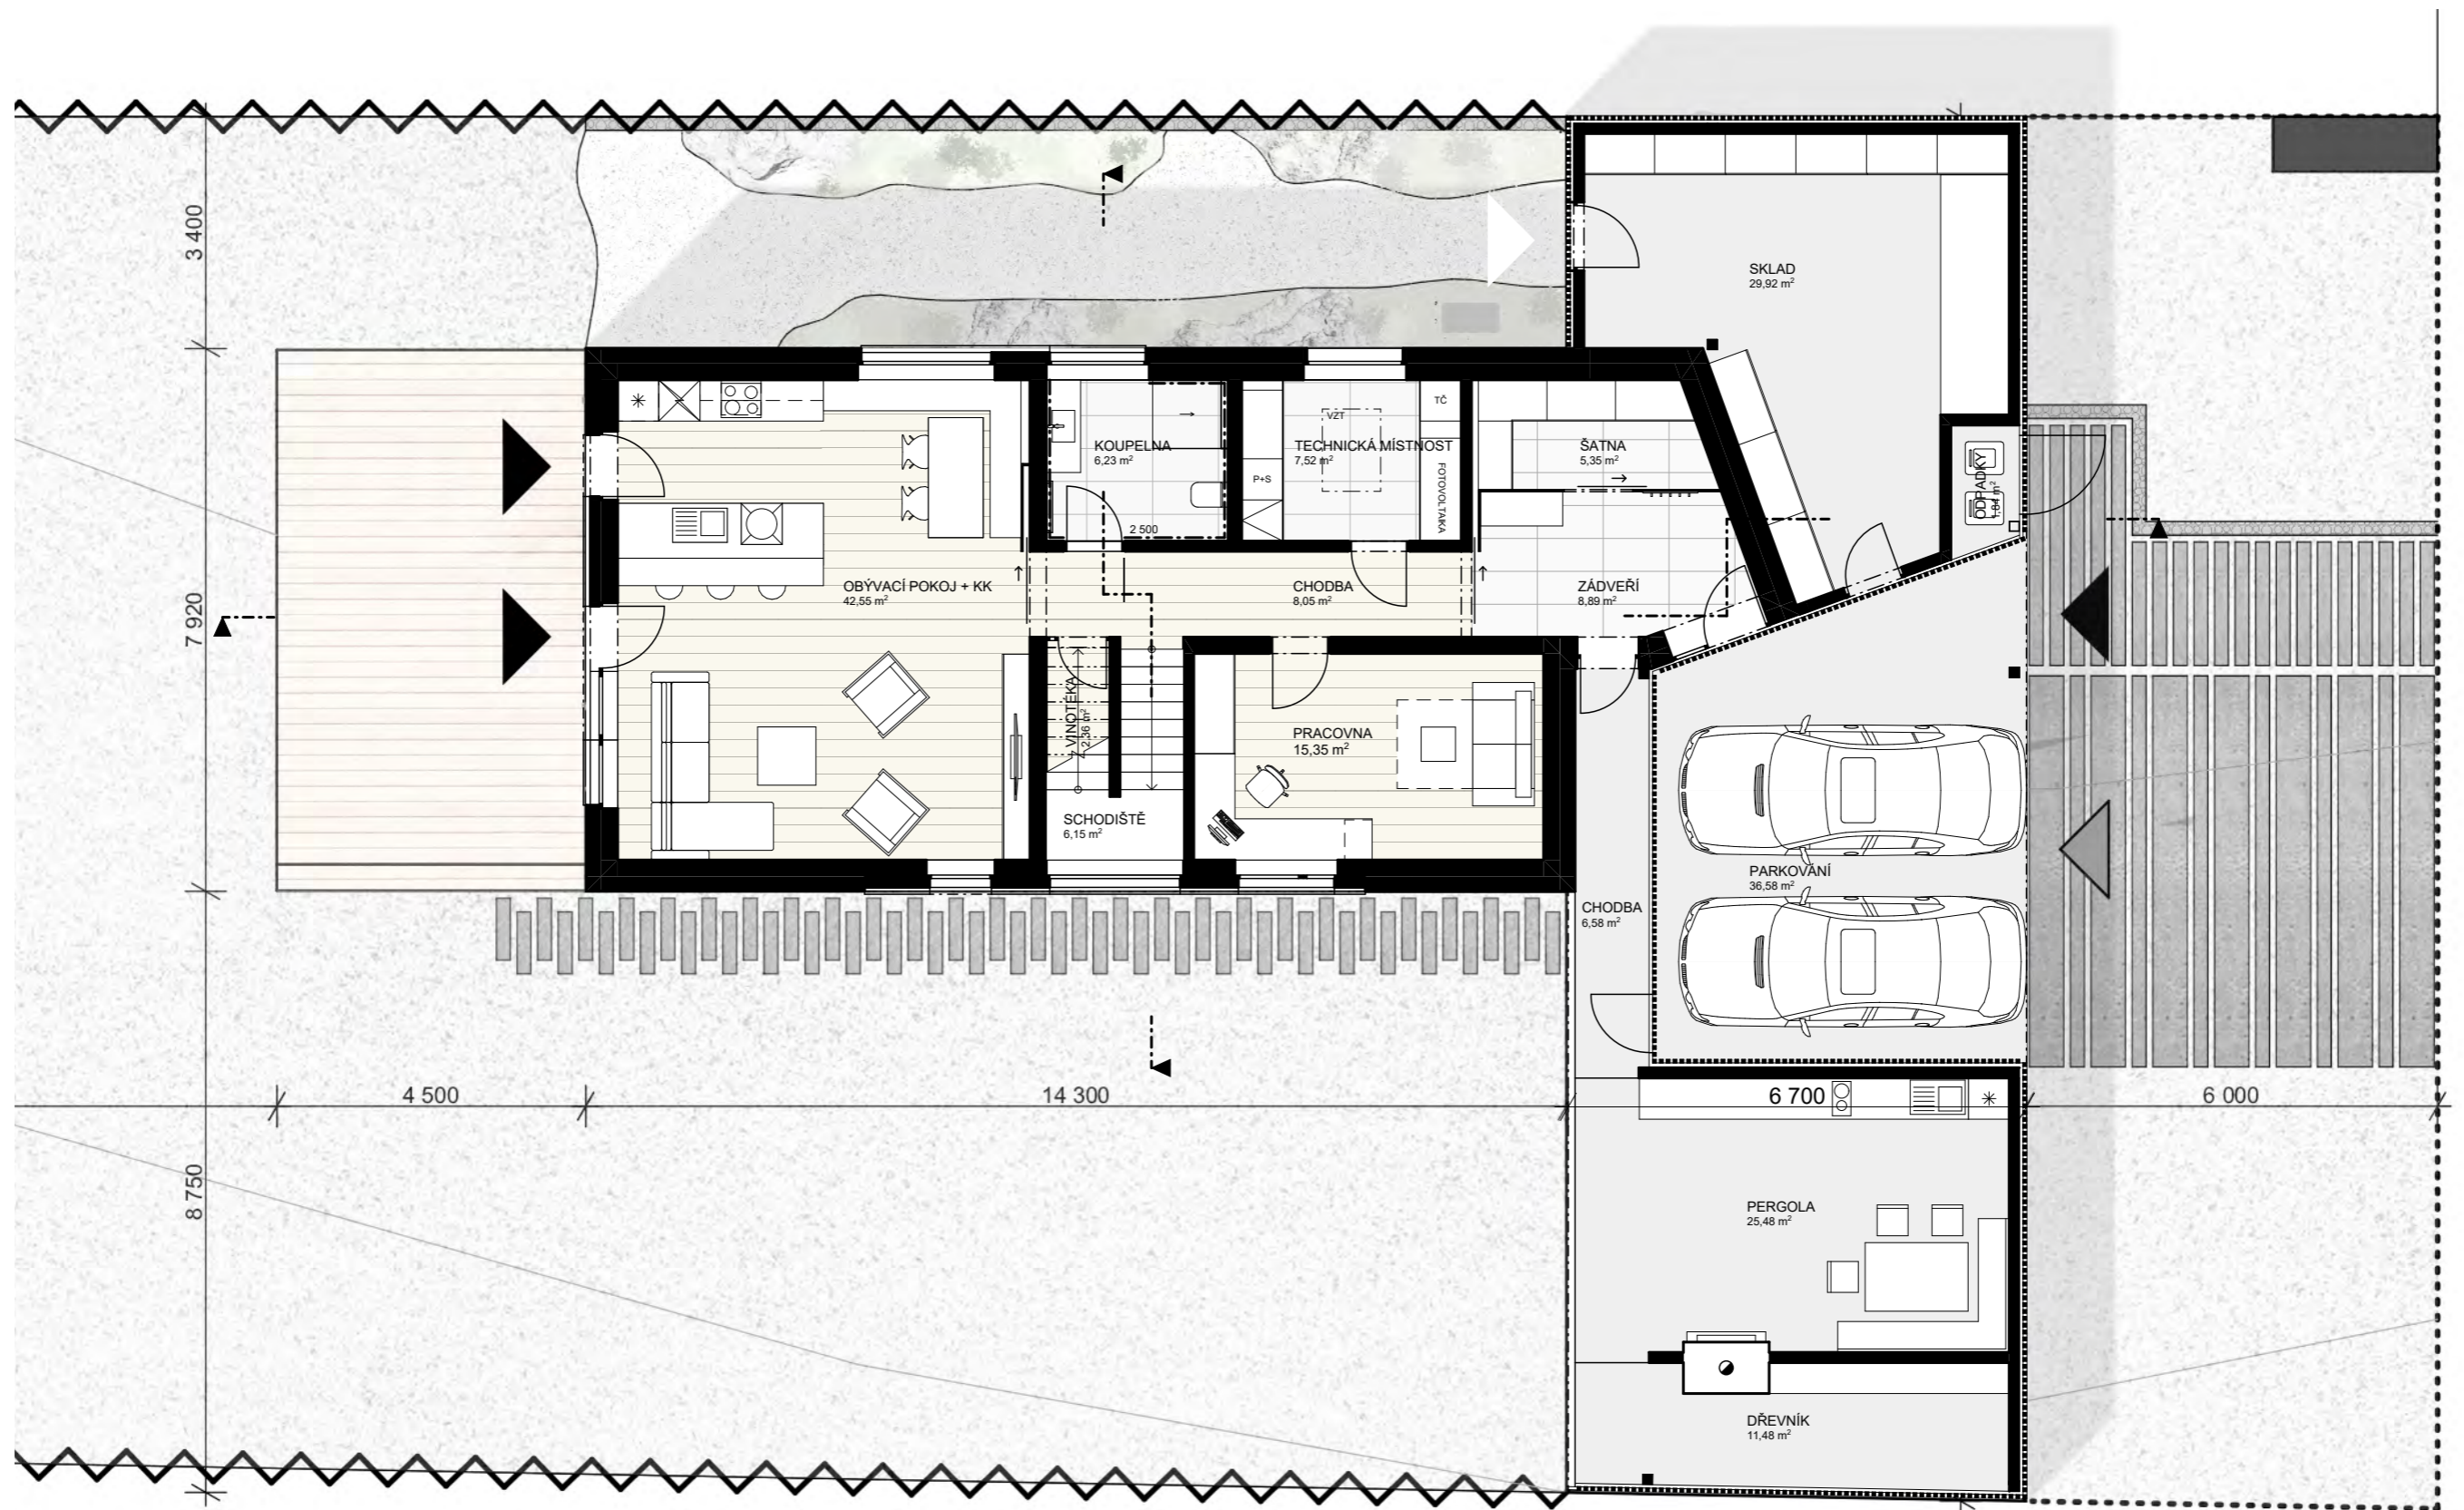 3 400
SKLAD
29,92 m²
TČ
VZT
KOUPELNA
6,23 m²
TECHNICKÁ MÍSTNOST
7,52 m²
ŠATNA
5,35 m²
P+S
FOTOVOLTAIKA
ODPADKY
1,84 m²
2 500
7 920
OBÝVACÍ POKOJ + KK
42,55 m²
CHODBA
8,05 m²
ZÁDVEŘÍ
8,89 m²
VINOTÉKA
2,36 m²
PRACOVNA
15,35 m²
SCHODIŠTĚ
6,15 m²
PARKOVÁNÍ
36,58 m²
CHODBA
6,58 m²
4 500
14 300
6 700
6 000
8 750
PERGOLA
25,48 m²
DŘEVNÍK
11,48 m²